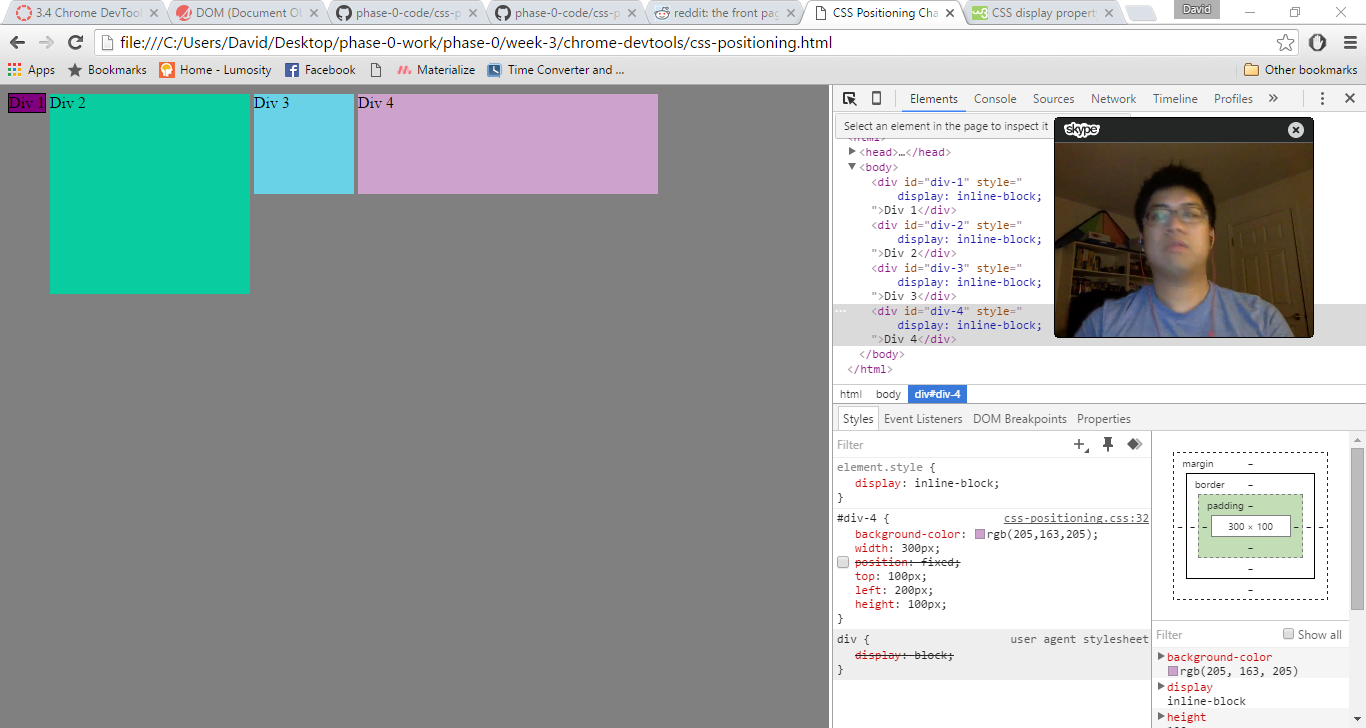 3.4 Chrome DevTool
DOM (Document Ob
phase-0-code/css-p
phase-0-code/css-p
reddit: the front pag
CSS Positioning Cha
CSS display property
David
file:///C:/Users/David/Desktop/phase-0-work/phase-0/week-3/chrome-devtools/css-positioning.html
Apps
Bookmarks
Home - Lumosity
Facebook
Materialize
Time Converter and ...
Other bookmarks
Div 1
Div 2
Div 3
Div 4
Elements
Console
Sources
Network
Timeline
Profiles
»
Select an element in the page to inspect it
skype
<head>…</head>
<body>
<div id="div-1" style="
display: inline-block;
">Div 1</div>
<div id="div-2" style="
display: inline-block;
">Div 2</div>
<div id="div-3" style="
display: inline-block;
">Div 3</div>
<div id="div-4" style="
display: inline-block;
">Div 4</div>
</body>
</html>
html
body
div#div-4
Styles
Event Listeners
DOM Breakpoints
Properties
Filter
element.style {
display: inline-block;
}
#div-4 {
css-positioning.css:32
background-color: rgb(205,163,205);
width: 300px;
position: fixed;
top: 100px;
left: 200px;
height: 100px;
}
div {
user agent stylesheet
display: block;
}
margin
–
border
–
padding –
– – – 300 × 100 – – –
–
–
–
Filter
Show all
background-color
rgb(205, 163, 205)
display
inline-block
height